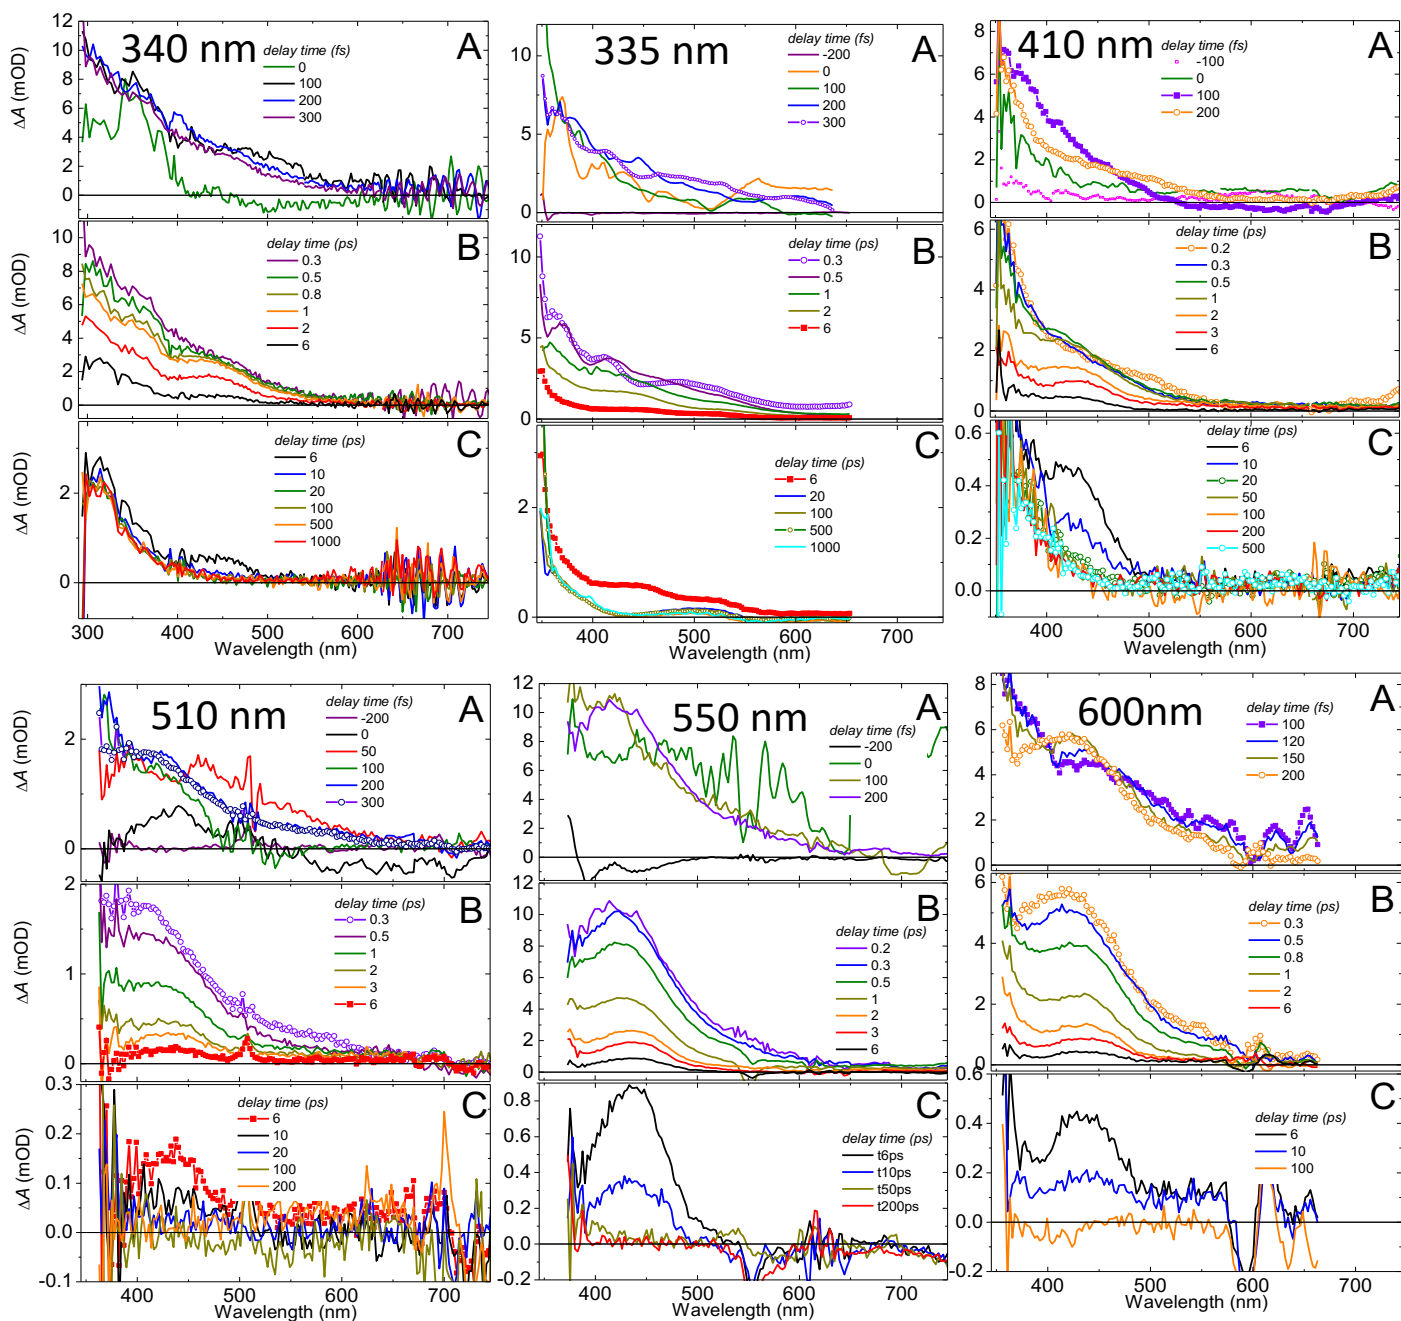 340 nm
A
delay time (fs)
0
100
200
300
ΔA (mOD)
12
10
8
6
4
2
0
B
delay time (ps)
0.3
0.5
0.8
1
2
6
ΔA (mOD)
10
8
6
4
2
0
C
delay time (ps)
6
10
20
100
500
1000
ΔA (mOD)
2
0
300 400 500 600 700
Wavelength (nm)
335 nm
A
delay time (fs)
-200
0
100
200
300
10
5
0
B
delay time (ps)
0.3
0.5
1
2
6
10
5
0
C
delay time (ps)
6
20
100
500
1000
2
0
400 500 600 700
Wavelength (nm)
410 nm
A
delay time (fs)
-100
0
100
200
8
6
4
2
0
B
delay time (ps)
0.2
0.3
0.5
1
2
3
6
6
4
2
0
C
delay time (ps)
6
10
20
50
100
200
500
0.6
0.4
0.2
0.0
400 500 600 700
Wavelength (nm)
510 nm
A
delay time (fs)
-200
0
50
100
200
300
ΔA (mOD)
2
0
B
delay time (ps)
0.3
0.5
1
2
3
6
ΔA (mOD)
2
1
0
C
delay time (ps)
6
10
20
100
200
ΔA (mOD)
0.3
0.2
0.1
0.0
-0.1
400 500 600 700
Wavelength (nm)
550 nm
A
delay time (fs)
-200
0
100
200
12
10
8
6
4
2
0
-2
B
delay time (ps)
0.2
0.3
0.5
1
2
3
6
12
10
8
6
4
2
0
-2
C
delay time (ps)
t6ps
t10ps
t50ps
t200ps
0.8
0.6
0.4
0.2
0.0
-0.2
400 500 600 700
Wavelength (nm)
600nm
A
delay time (fs)
100
120
150
200
8
6
4
2
0
B
delay time (ps)
0.3
0.5
0.8
1
2
6
6
4
2
0
C
delay time (ps)
6
10
100
0.6
0.4
0.2
0.0
-0.2
400 500 600 700
Wavelength (nm)